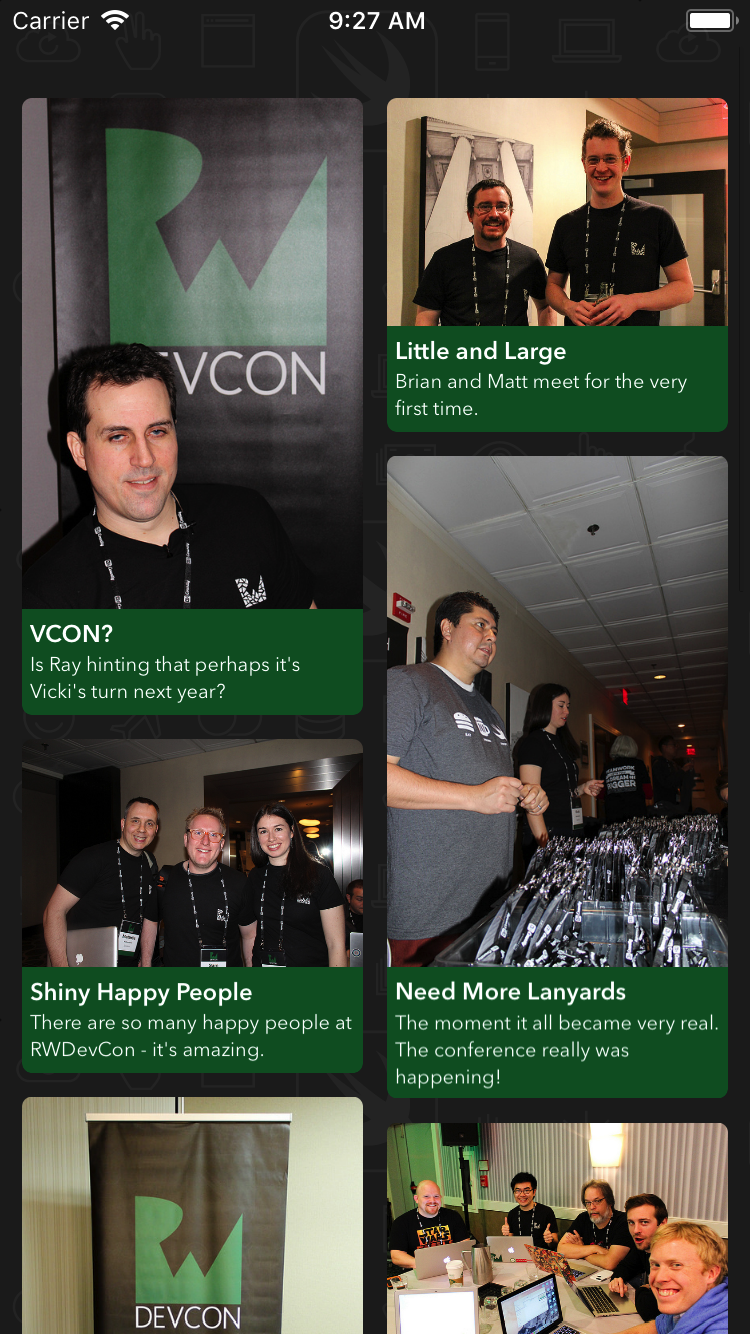 Carrier
9:27 AM
RW
DEVCON
VCON?
Is Ray hinting that perhaps it's
Vicki's turn next year?
Little and Large
Brian and Matt meet for the very
first time.
Shiny Happy People
There are so many happy people at
RWDevCon - it's amazing.
Need More Lanyards
The moment it all became very real.
The conference really was
happening!
RW
DEVCON